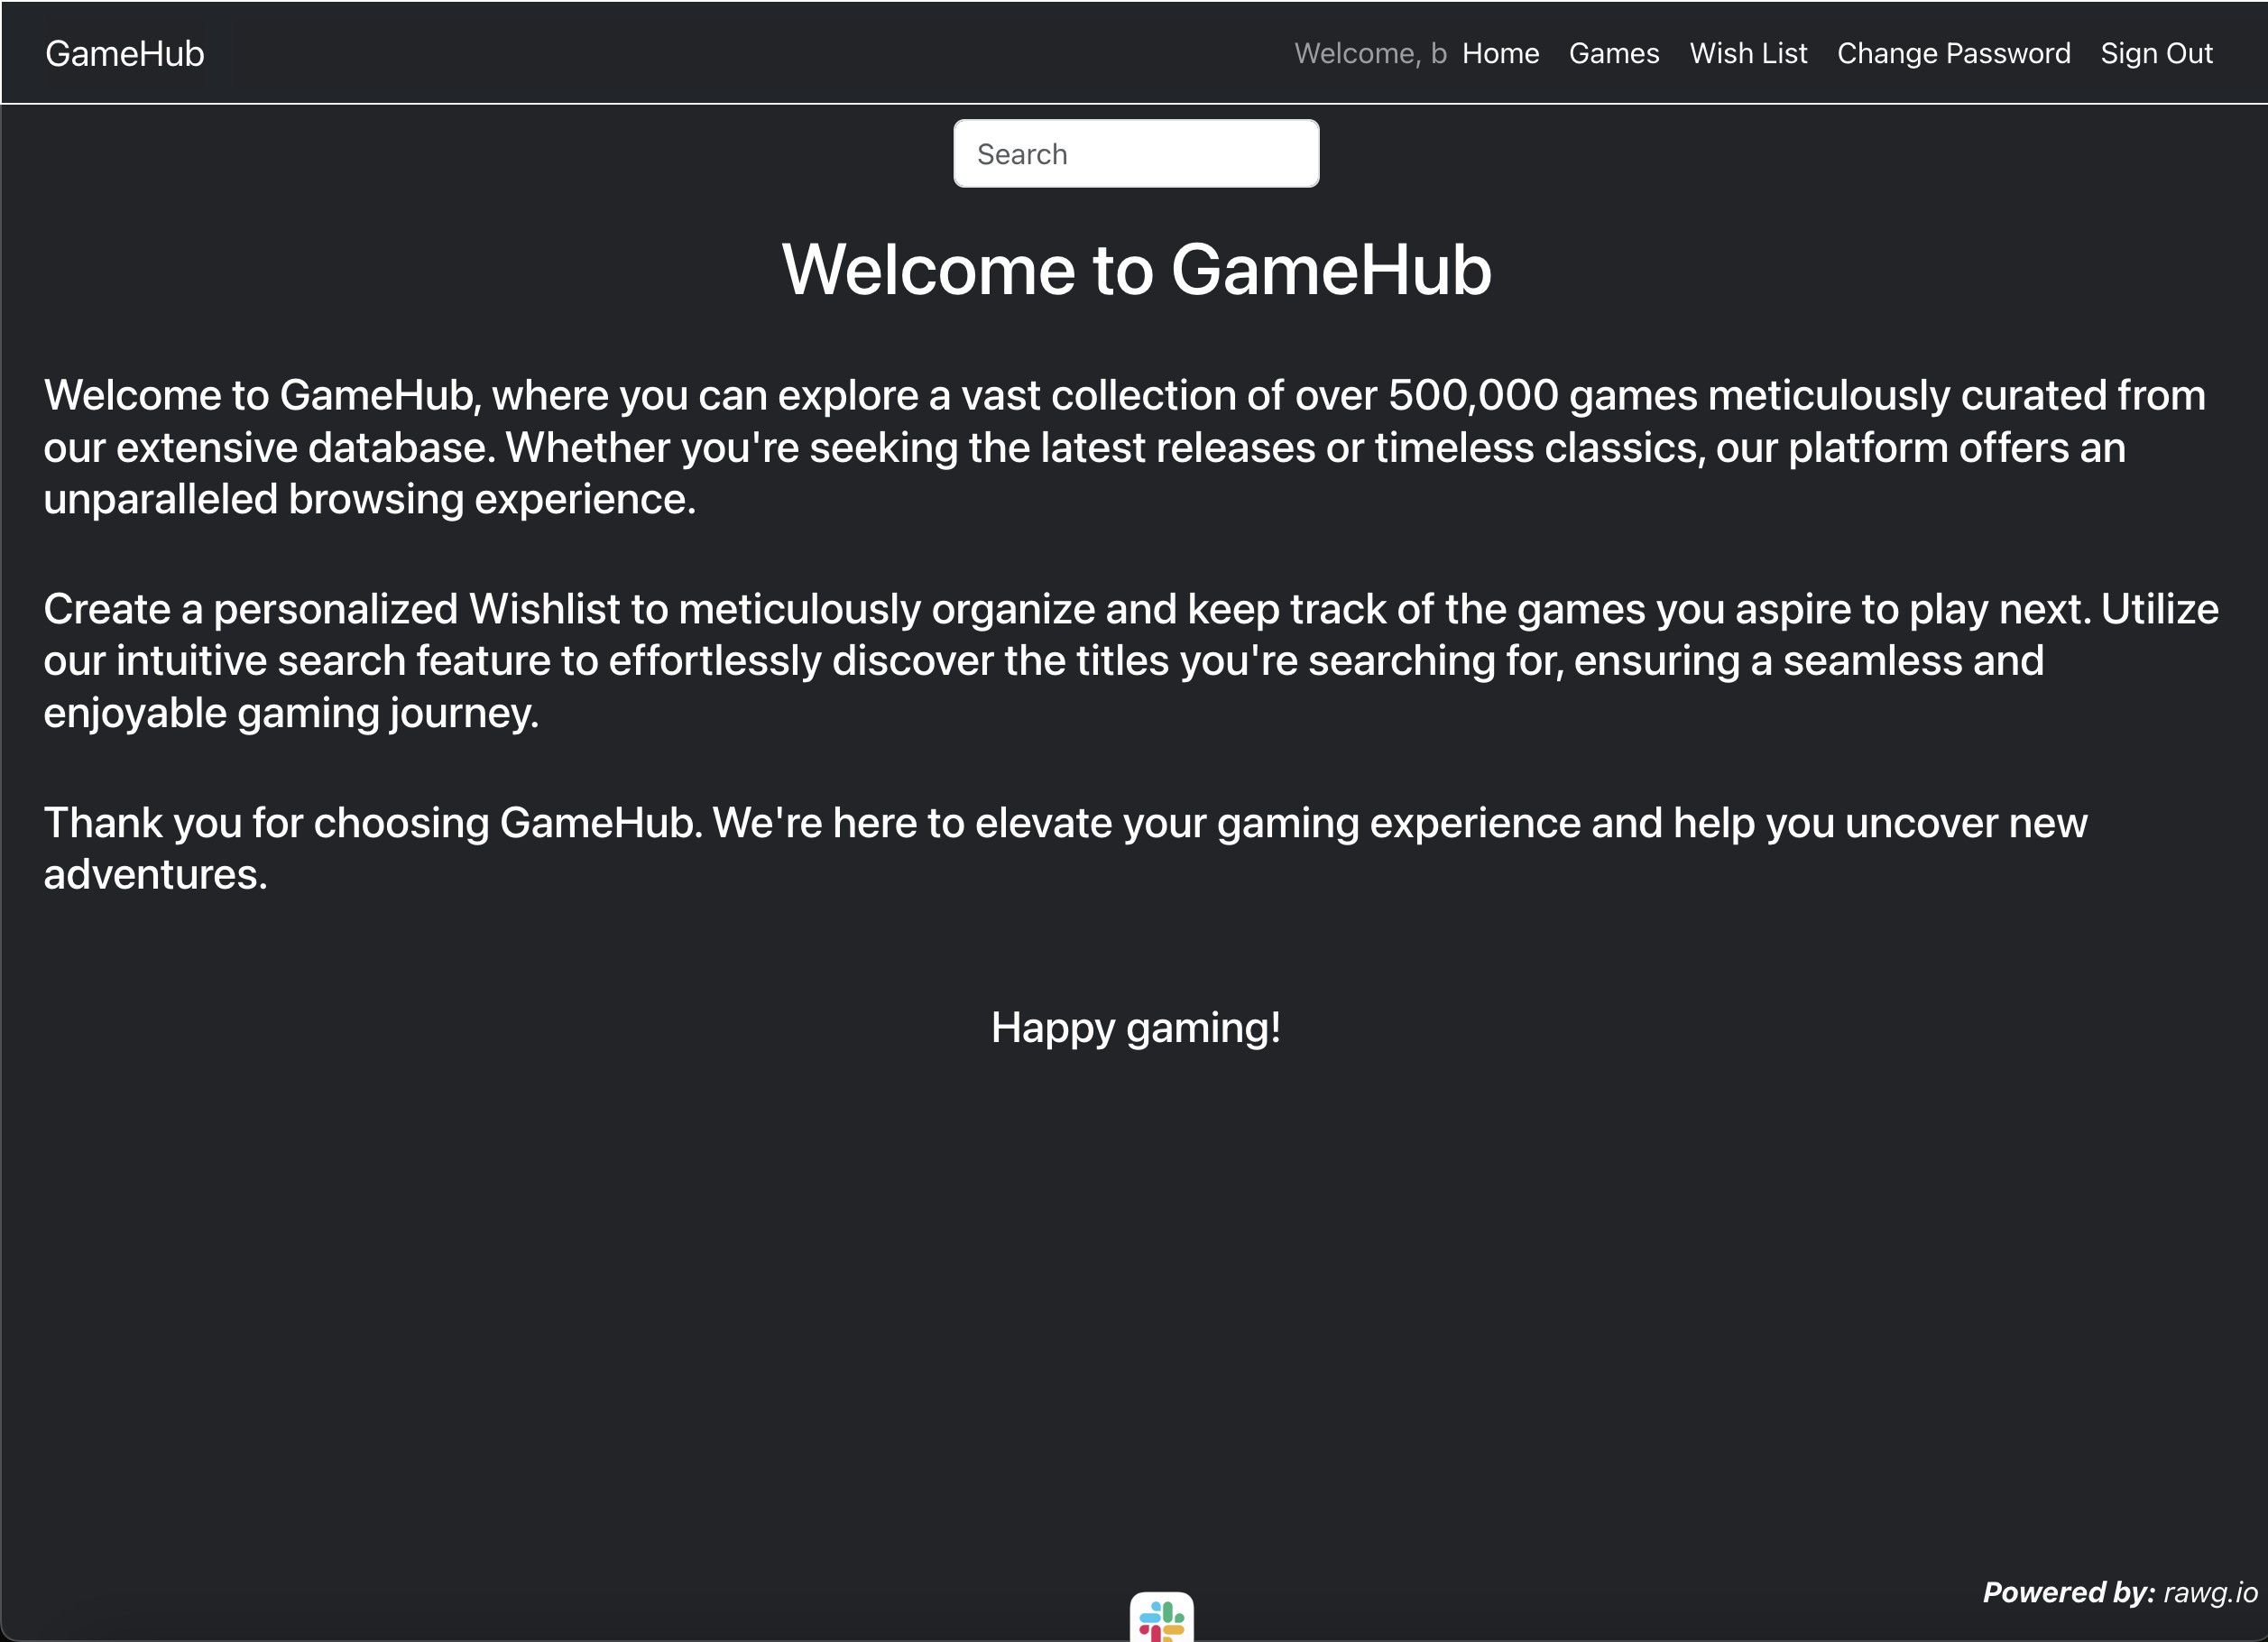 GameHub
Welcome, b Home Games Wish List Change Password Sign Out
Search
Welcome to GameHub
Welcome to GameHub, where you can explore a vast collection of over 500,000 games meticulously curated from
our extensive database. Whether you're seeking the latest releases or timeless classics, our platform offers an
unparalleled browsing experience.
Create a personalized Wishlist to meticulously organize and keep track of the games you aspire to play next. Utilize
our intuitive search feature to effortlessly discover the titles you're searching for, ensuring a seamless and
enjoyable gaming journey.
Thank you for choosing GameHub. We're here to elevate your gaming experience and help you uncover new
adventures.
Happy gaming!
Powered by: rawg.io